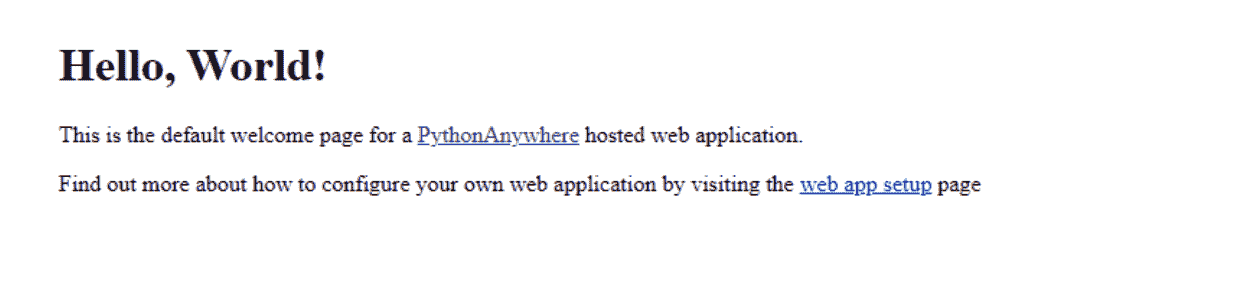 Hello, World!
This is the default welcome page for a PythonAnywhere hosted web application.
Find out more about how to configure your own web application by visiting the web app setup page